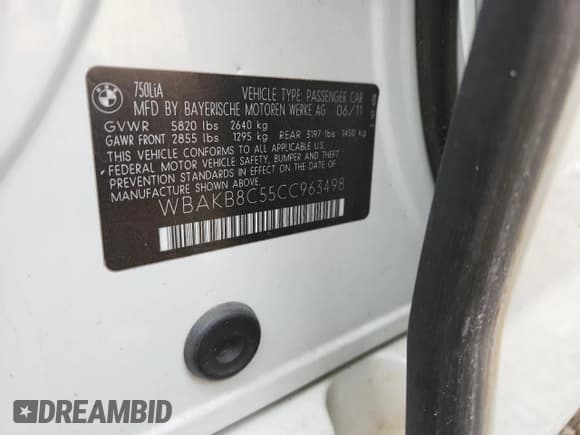 BMW
750LiA
VEHICLE TYPE: PASSENGER CAR
MFD BY BAYERISCHE MOTOREN WERKE AG 06/11
GVWR 5820 lbs 2640 kg
GAWR FRONT 2855 lbs 1295 kg REAR 3197 lbs 1450 kg
THIS VEHICLE CONFORMS TO ALL APPLICABLE
FEDERAL MOTOR VEHICLE SAFETY, BUMPER AND THEFT
PREVENTION STANDARDS IN EFFECT ON THE DATE OF
MANUFACTURE SHOWN ABOVE.
WBAKB8C55CC963498
DREAMBID